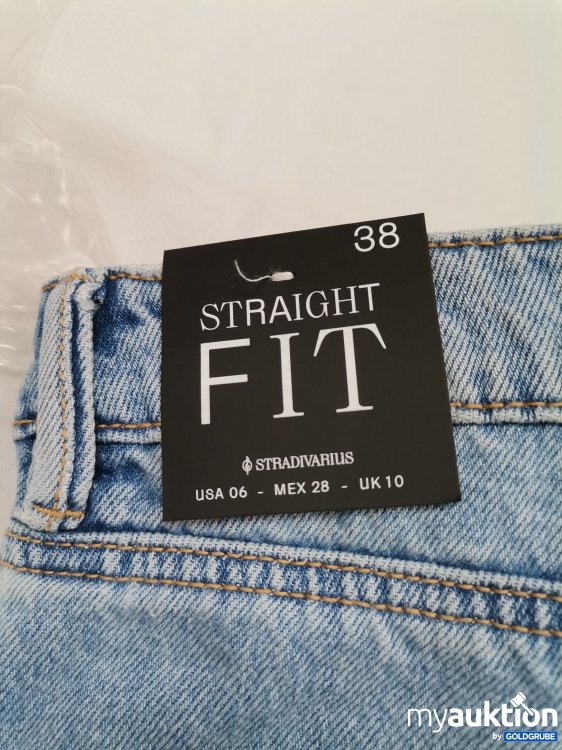 38
STRAIGHT
FIT
STRADIVARIUS
USA 06 - MEX 28 - UK 10
myauktion
by GOLDGRUBE